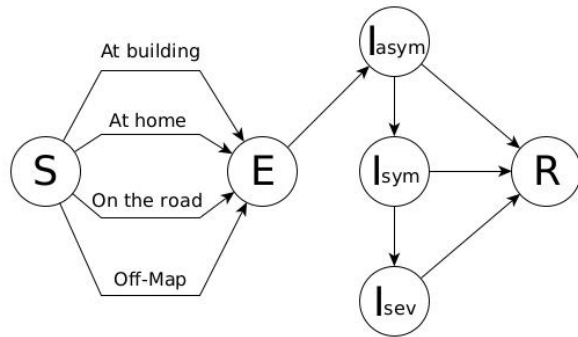 At building
At home
On the road
Off-Map
S
E
Iasym
Isym
Isev
R